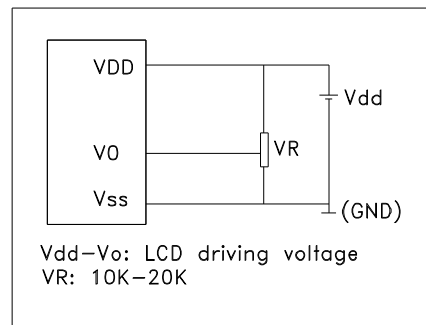 VDD
Vdd
VO
VR
Vss
(GND)
Vdd-Vo: LCD driving voltage
VR: 10K-20K